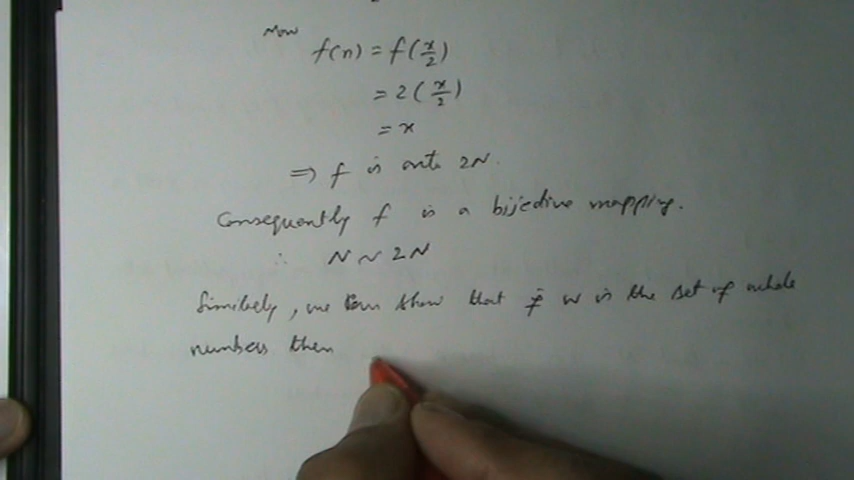 Now
f(n) = f(x/2)
= 2(x/2)
= x
⇒ f is onto 2N.
Consequently f is a bijective mapping.
∴ N ~ 2N
Similarly, we can show that if W is the set of whole
numbers then